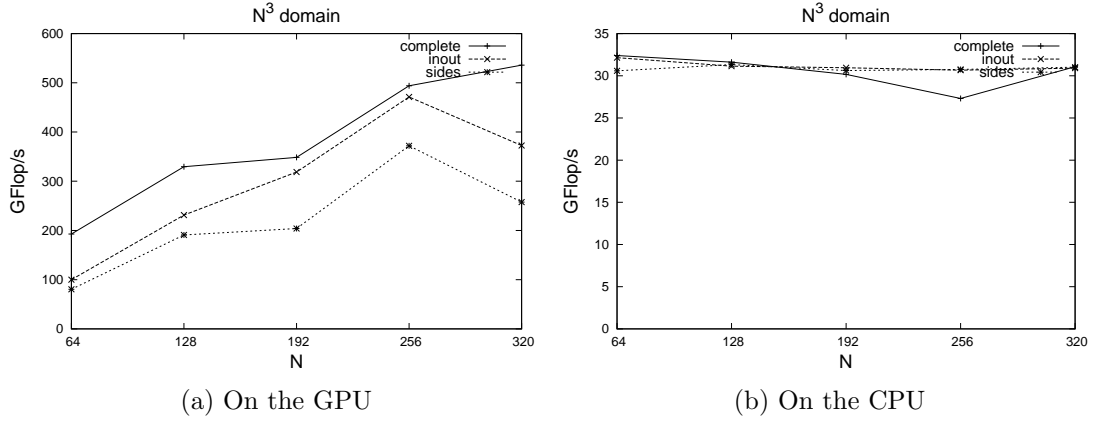 N³ domain
600
500
400
300
200
100
0
GFlop/s
complete
inout
sides
64
128
192
256
320
N
(a) On the GPU
N³ domain
35
30
25
20
15
10
5
0
GFlop/s
complete
inout
sides
64
128
192
256
320
N
(b) On the CPU